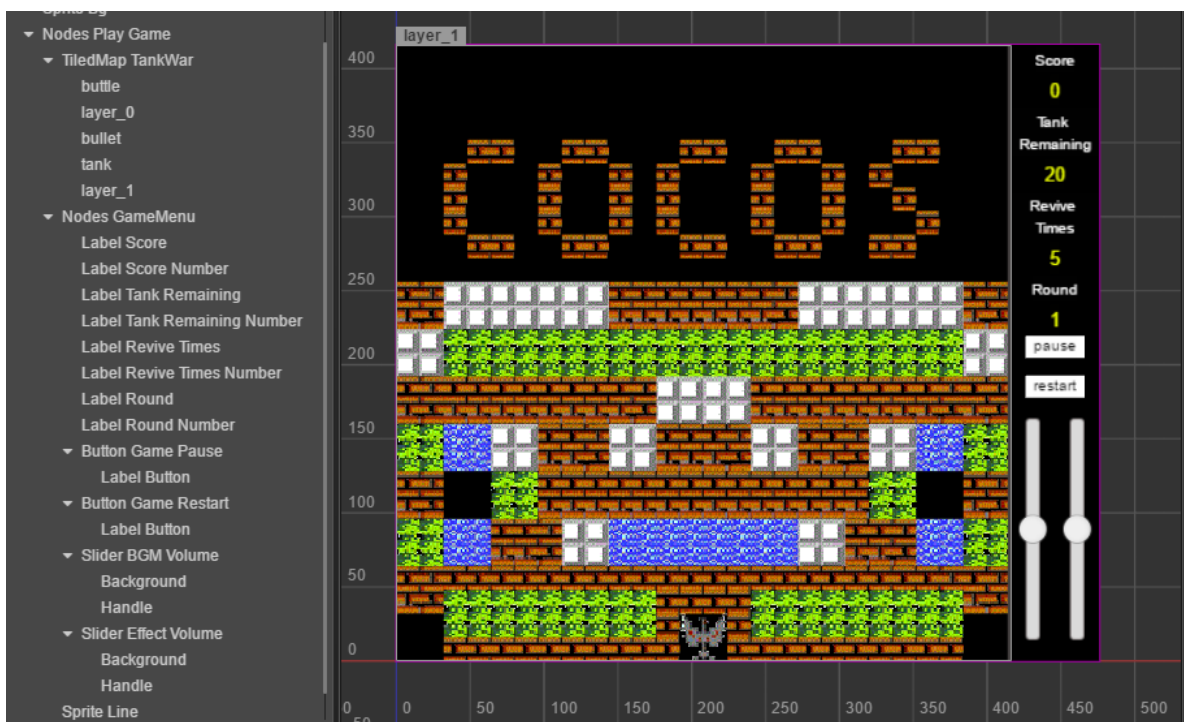 Nodes Play Game
TiledMap TankWar
buttle
layer_0
bullet
tank
layer_1
Nodes GameMenu
Label Score
Label Score Number
Label Tank Remaining
Label Tank Remaining Number
Label Revive Times
Label Revive Times Number
Label Round
Label Round Number
Button Game Pause
Label Button
Button Game Restart
Label Button
Slider BGM Volume
Background
Handle
Slider Effect Volume
Background
Handle
Sprite Line
layer_1
400
350
300
250
200
150
100
50
0
COCOS
Score
0
Tank
Remaining
20
Revive
Times
5
Round
1
pause
restart
0
0
50
100
150
200
250
300
350
400
450
500